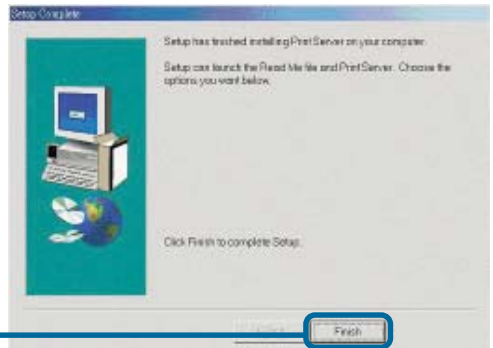 Setup Complete
Setup has finished installing Print Server on your computer.
Setup can launch the Read Me file and Print Server. Choose the
options you want below.
Click Finish to complete Setup.
Finish